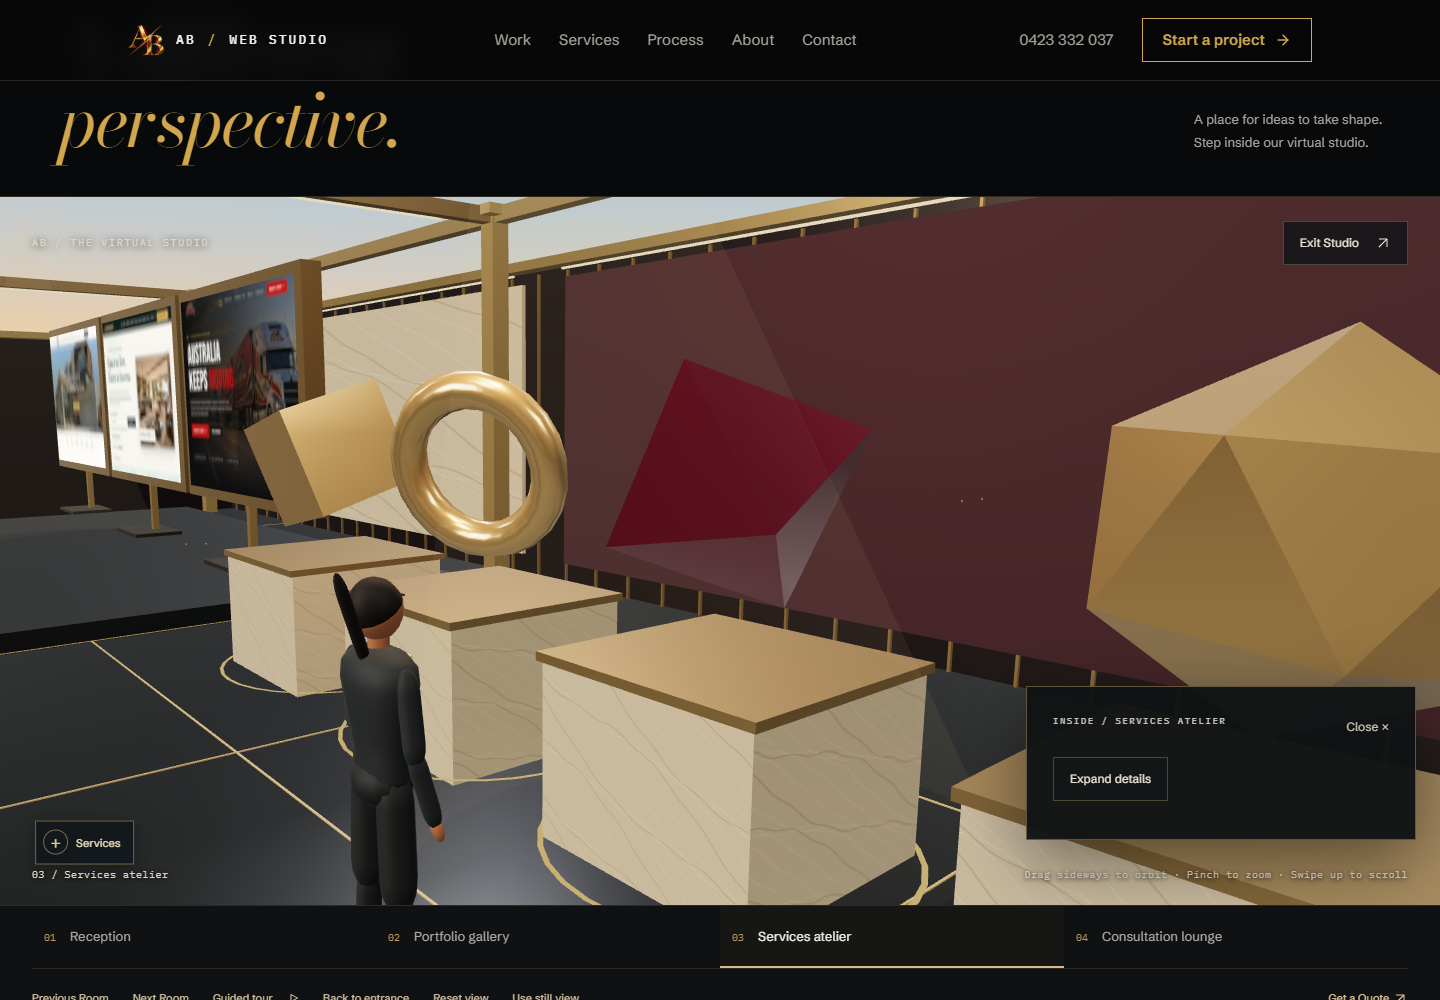 AB / WEB STUDIO
Work
Services
Process
About
Contact
0423 332 037
Start a project
perspective.
A place for ideas to take shape.
Step inside our virtual studio.
AB / THE VIRTUAL STUDIO
Exit Studio
AUSTRALIA
KEEPS MOVING
INSIDE / SERVICES ATELIER
Close ×
Expand details
+ Services
03 / Services atelier
Drag sideways to orbit · Pinch to zoom · Swipe up to scroll
01 Reception
02 Portfolio gallery
03 Services atelier
04 Consultation lounge
Previous Room
Next Room
Guided tour
Back to entrance
Reset view
Use still view
Get a Quote